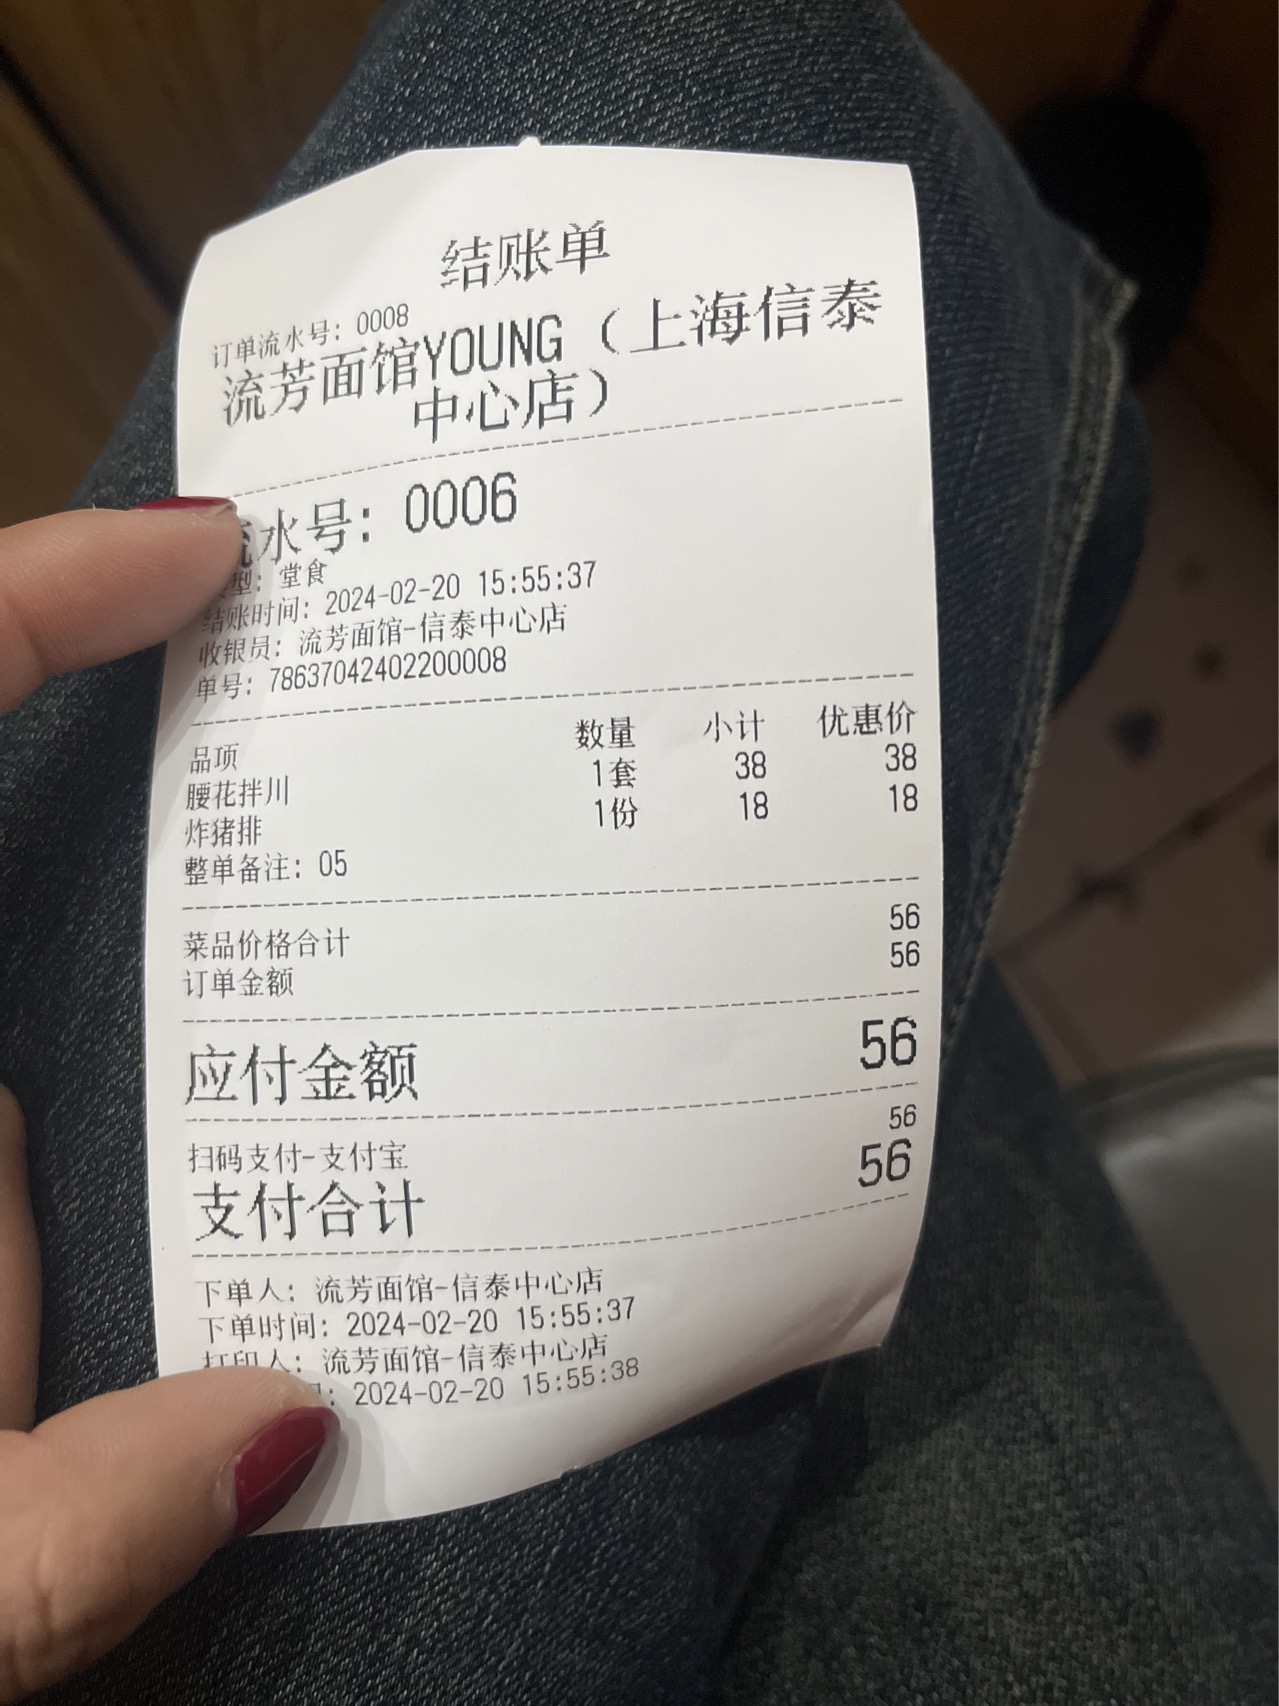 结账单
订单流水号: 0008
流芳面馆YOUNG（上海信泰
中心店）
水号: 0006
型: 堂食
结账时间: 2024-02-20 15:55:37
收银员: 流芳面馆-信泰中心店
单号: 78637042402200008
品项 数量 小计 优惠价
腰花拌川 1套 38 38
炸猪排 1份 18 18
整单备注: 05
菜品价格合计 56
订单金额 56
应付金额 56
扫码支付-支付宝 56
支付合计 56
下单人: 流芳面馆-信泰中心店
下单时间: 2024-02-20 15:55:37
打印人: 流芳面馆-信泰中心店
: 2024-02-20 15:55:38